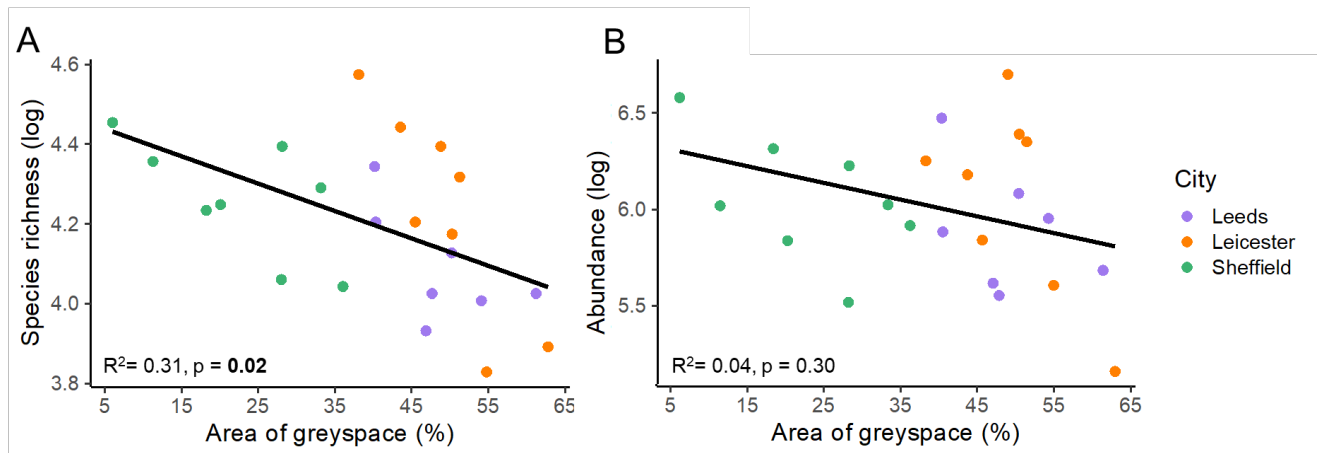 A
B
Species richness (log)
4.6
4.4
4.2
4.0
3.8
R²= 0.31, p = 0.02
5 15 25 35 45 55 65
Area of greyspace (%)
Abundance (log)
6.5
6.0
5.5
R²= 0.04, p = 0.30
5 15 25 35 45 55 65
Area of greyspace (%)
City
Leeds
Leicester
Sheffield